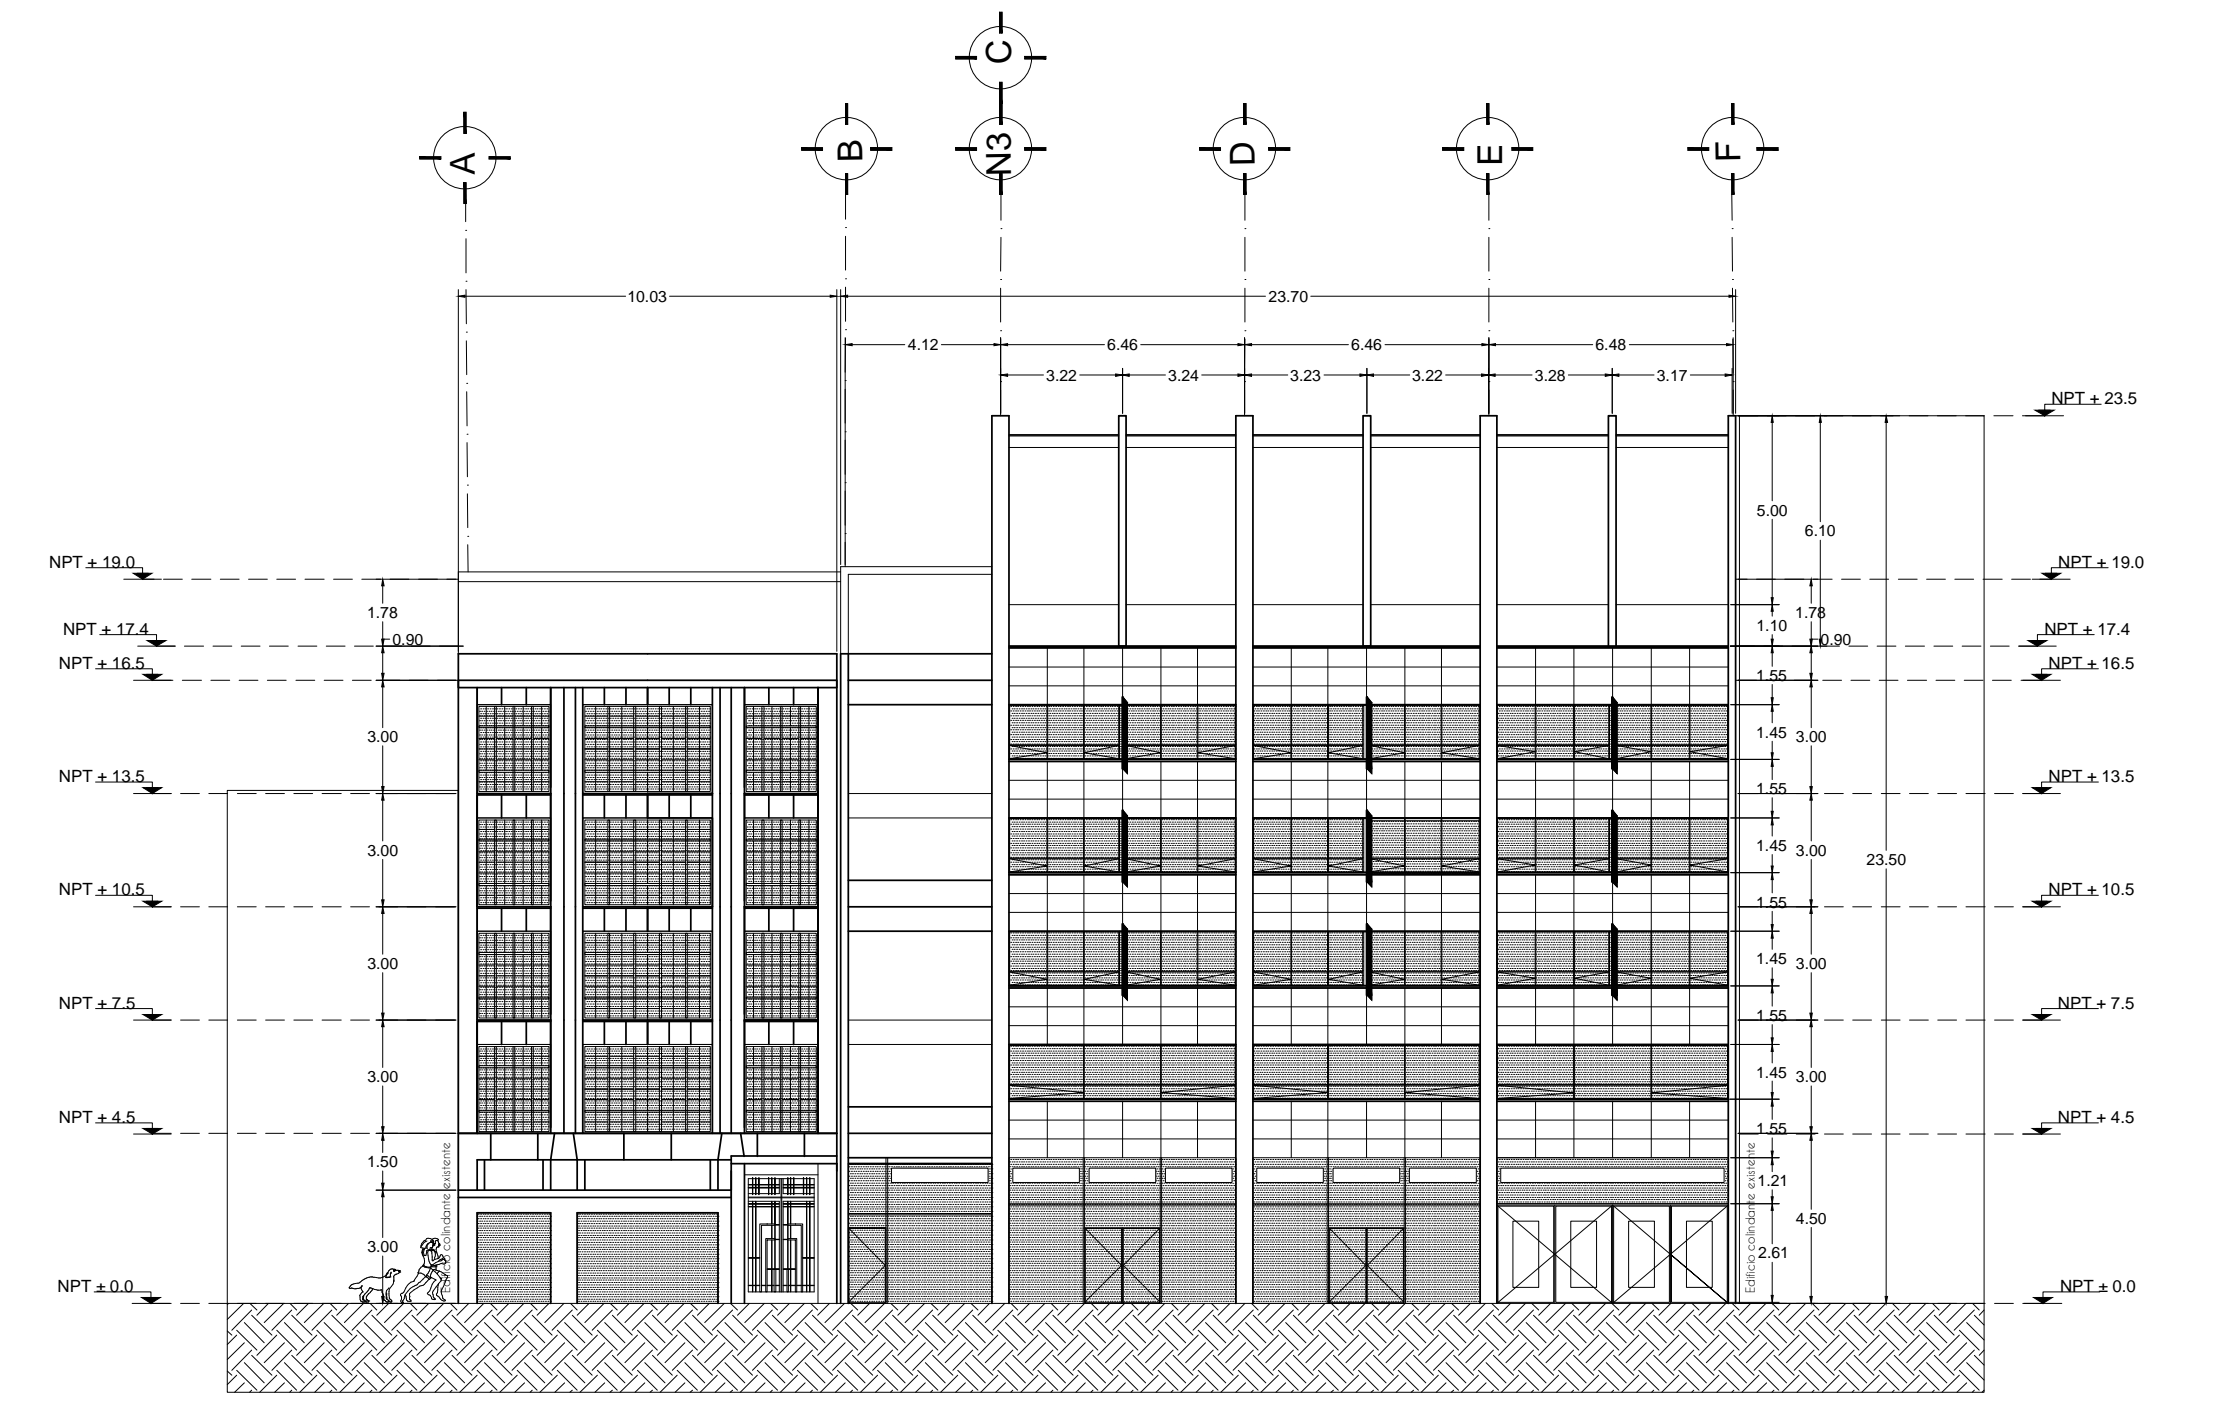 C
A
B
N3
D
E
F
10.03
23.70
4.12
6.46
6.46
6.48
3.22
3.24
3.23
3.22
3.28
3.17
NPT + 23.5
5.00
6.10
NPT + 19.0
NPT + 19.0
1.78
1.78
1.10
NPT + 17.4
NPT + 17.4
0.90
0.90
NPT + 16.5
NPT + 16.5
1.55
3.00
1.45
3.00
NPT + 13.5
NPT + 13.5
1.55
3.00
1.45
3.00
23.50
NPT + 10.5
NPT + 10.5
1.55
3.00
1.45
3.00
NPT + 7.5
NPT + 7.5
1.55
3.00
1.45
3.00
NPT + 4.5
NPT + 4.5
1.55
1.50
1.21
Edificio colindante existente
Edificio colindante existente
4.50
3.00
2.61
NPT ± 0.0
NPT ± 0.0